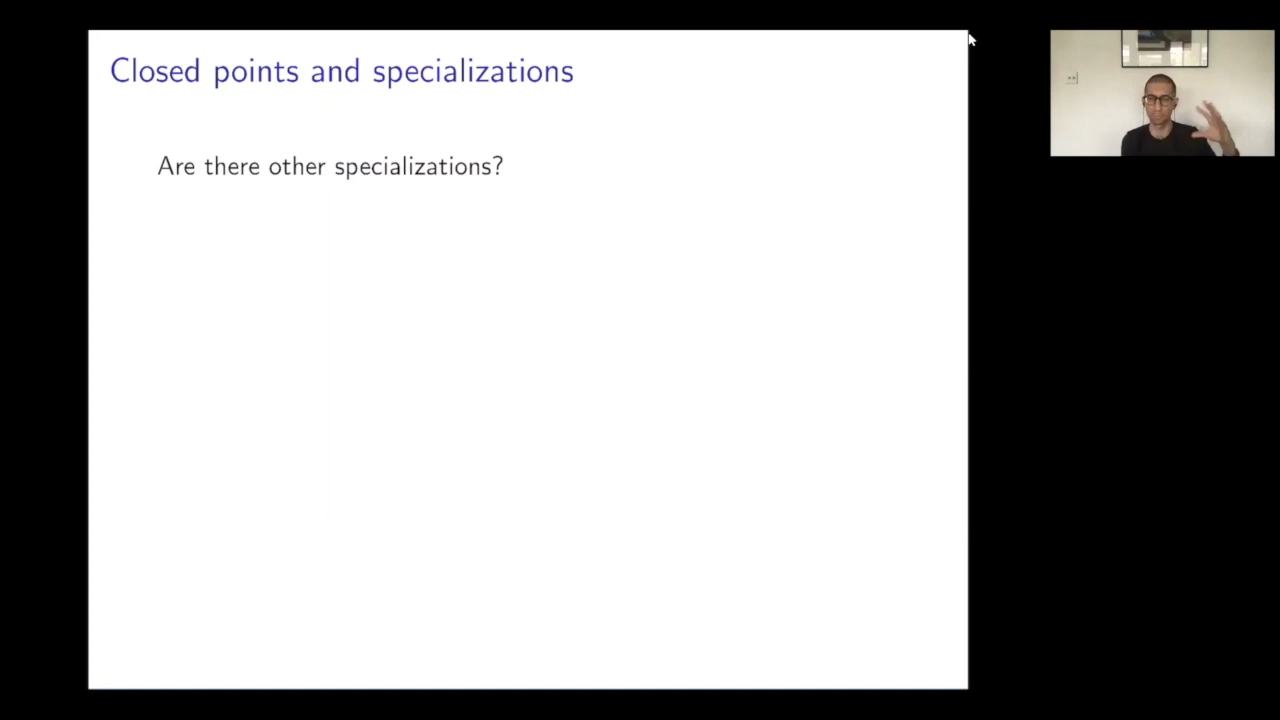 Closed points and specializations
Are there other specializations?